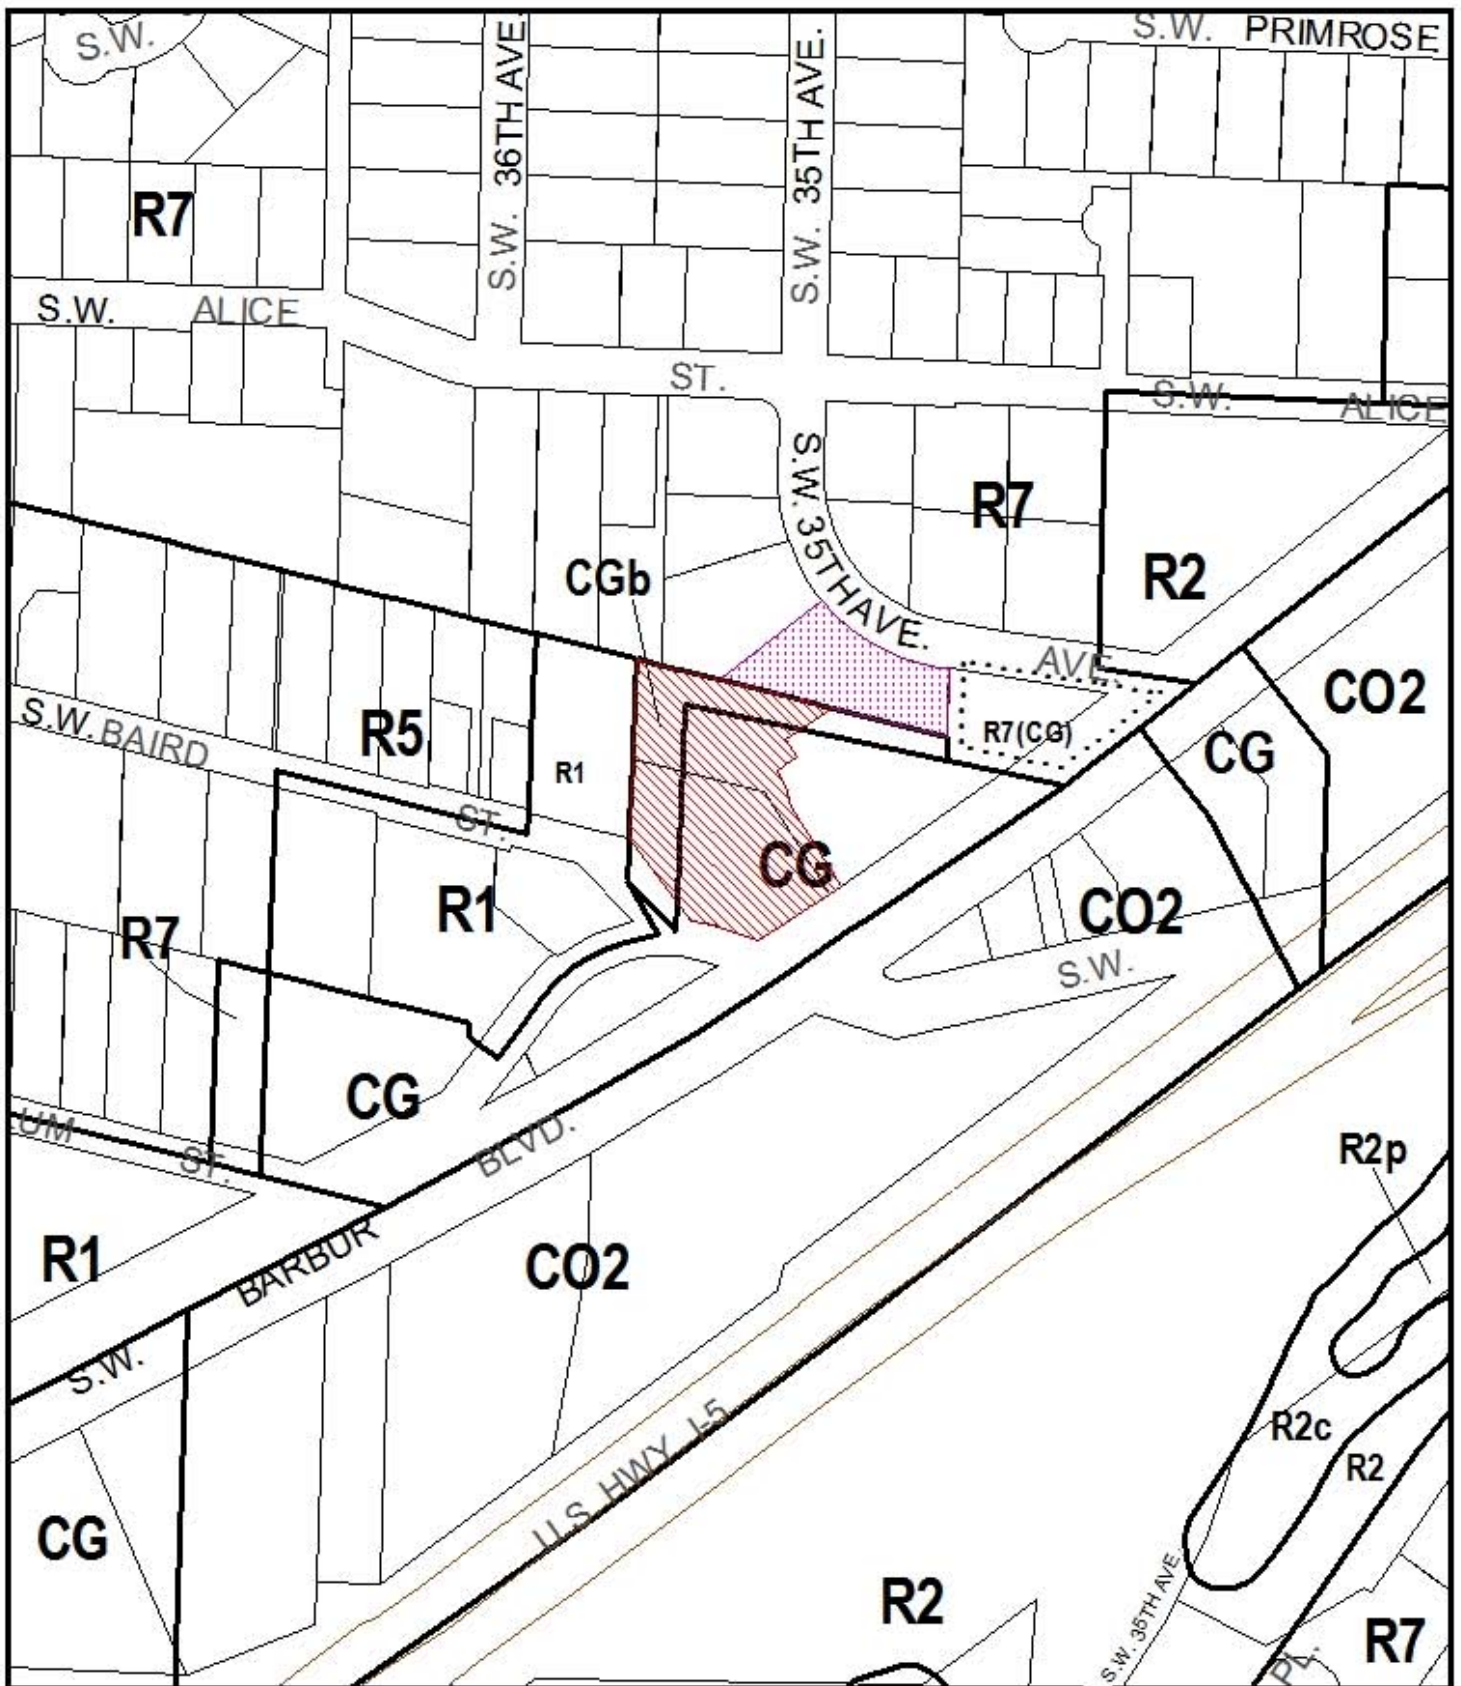 S.W.
S.W. PRIMROSE
S.W. 36TH AVE.
S.W. 35TH AVE.
R7
S.W. ALICE
ST.
S.W. ALICE
S.W. 35TH AVE.
R7
R2
CGb
AVE.
CO2
R7(CG)
CG
S.W. BAIRD
R5
R1
ST.
CG
R1
CO2
R7
S.W.
CG
UM
ST.
BLVD.
R2p
R1
BARBUR
CO2
S.W.
R2c
R2
U.S. HWY. I-5
CG
R2
S.W. 35TH AVE.
R7
PL.